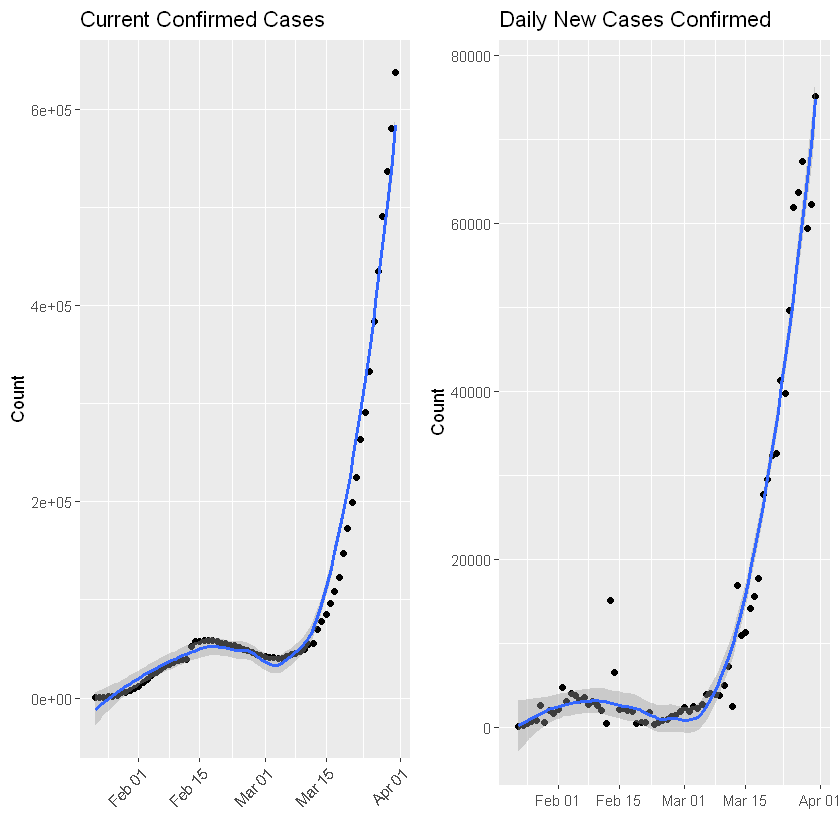 Current Confirmed Cases
Count
6e+05
4e+05
2e+05
0e+00
Feb 01
Feb 15
Mar 01
Mar 15
Apr 01
Daily New Cases Confirmed
Count
80000
60000
40000
20000
0
Feb 01
Feb 15
Mar 01
Mar 15
Apr 01